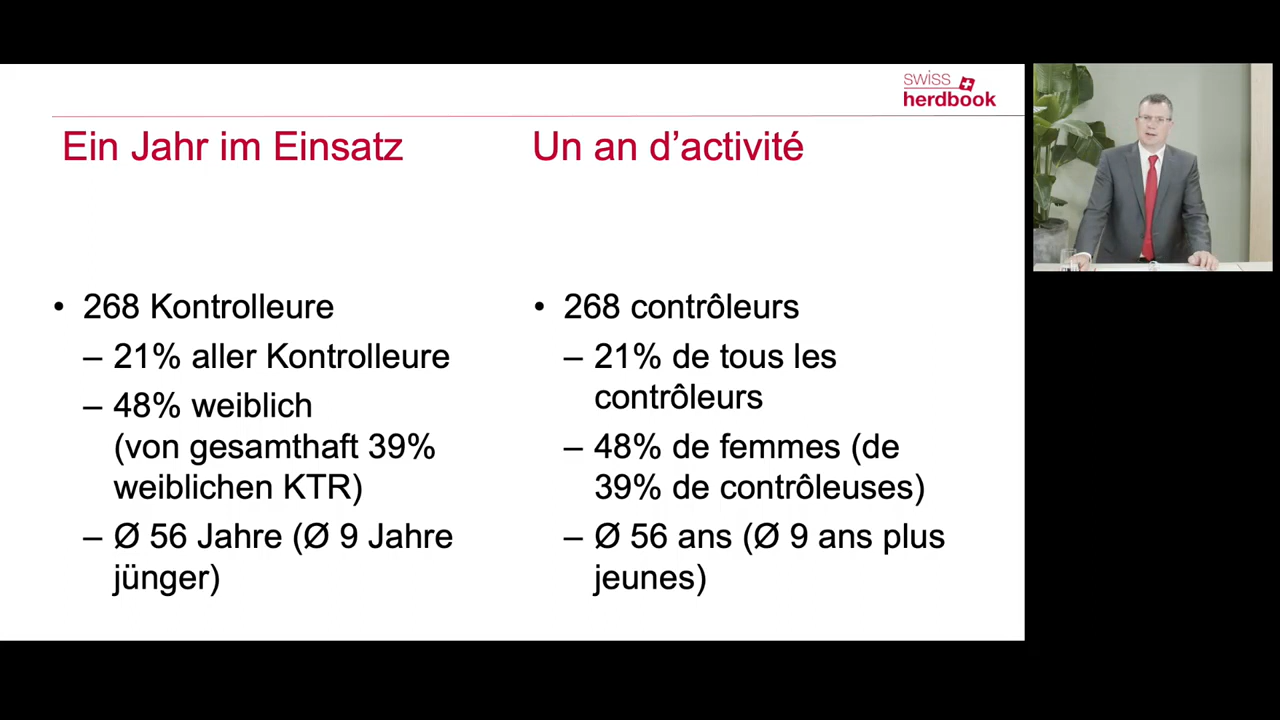 swiss
herdbook
Ein Jahr im Einsatz
• 268 Kontrolleure
– 21% aller Kontrolleure
– 48% weiblich
(von gesamthaft 39%
weiblichen KTR)
– Ø 56 Jahre (Ø 9 Jahre
jünger)
Un an d’activité
• 268 contrôleurs
– 21% de tous les
contrôleurs
– 48% de femmes (de
39% de contrôleuses)
– Ø 56 ans (Ø 9 ans plus
jeunes)